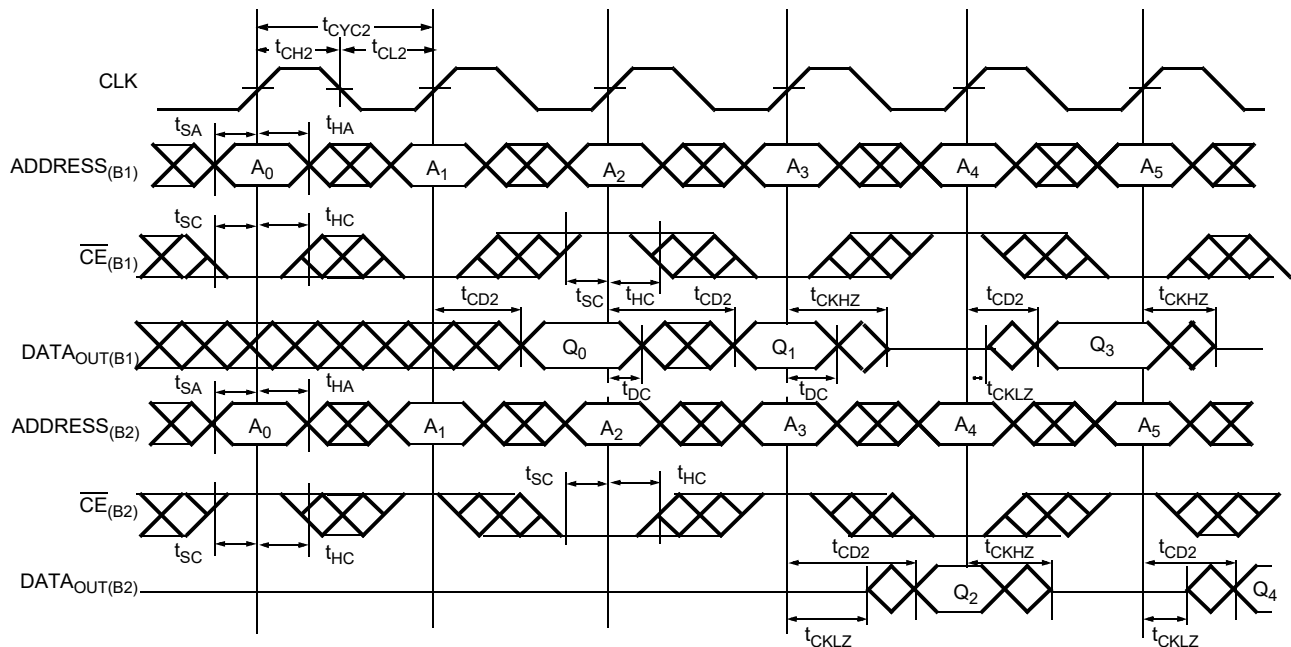 tCYC2
tCH2 tCL2
CLK
tSA tHA
ADDRESS(B1) A0 A1 A2 A3 A4 A5
tSC tHC
CE(B1)
tSC tHC
tCD2 tCD2 tCKHZ tCD2 tCKHZ
DATAOUT(B1) Q0 Q1 Q3
tDC tDC tCKLZ
tSA tHA
ADDRESS(B2) A0 A1 A2 A3 A4 A5
tSC tHC
CE(B2)
tSC tHC
tCD2 tCKHZ tCD2
DATAOUT(B2) Q2 Q4
tCKLZ tCKLZ